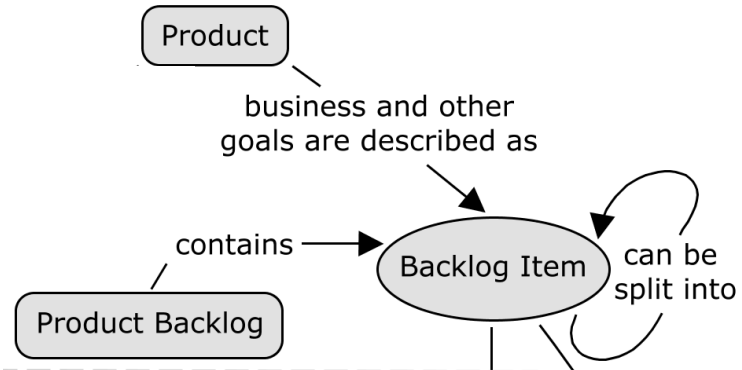 Product
business and other
goals are described as
contains
Backlog Item
can be
split into
Product Backlog